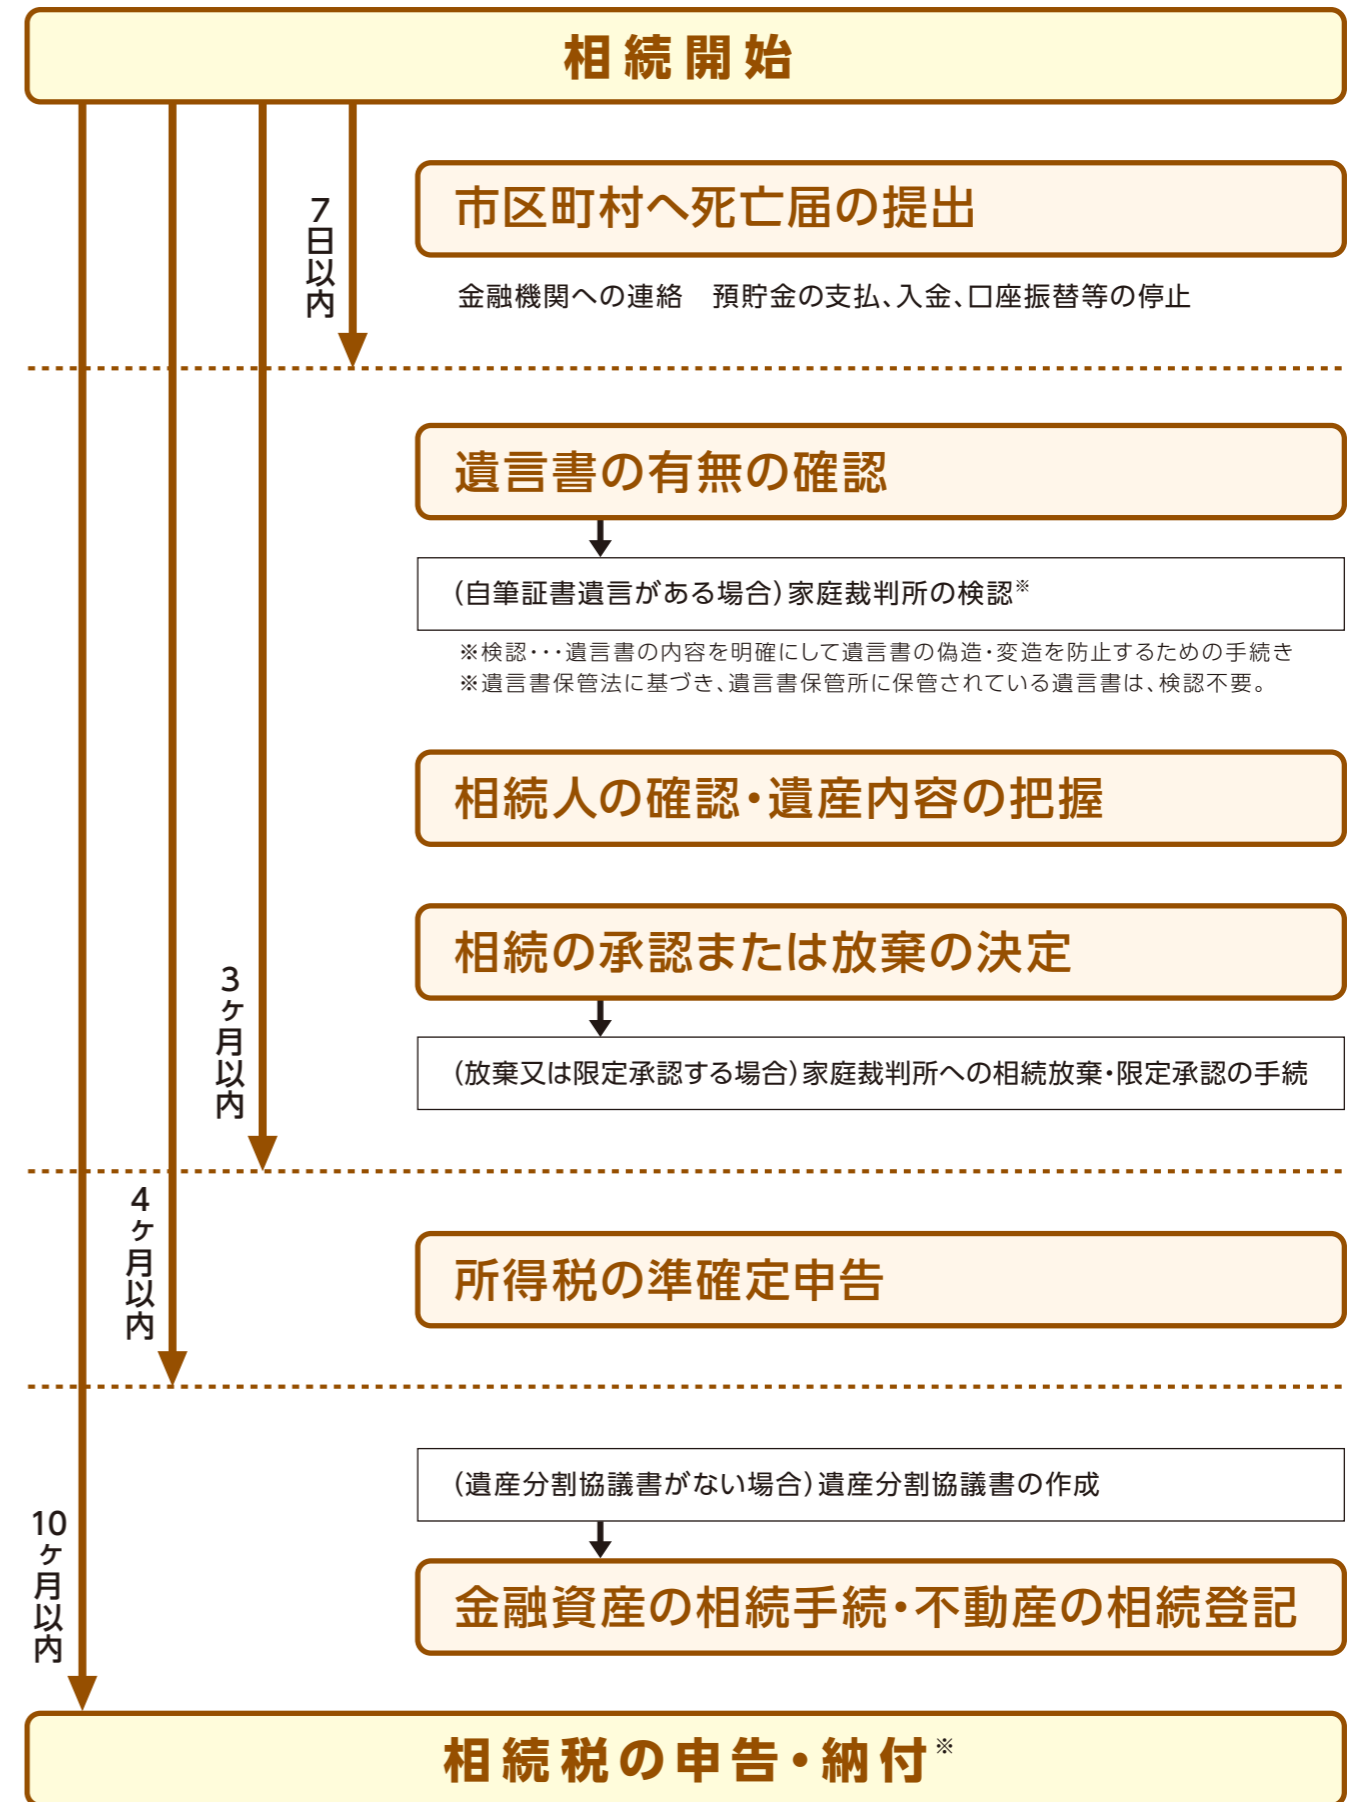 相続開始
7日以内
市区町村へ死亡届の提出
金融機関への連絡　預貯金の支払、入金、口座振替等の停止
遺言書の有無の確認
（自筆証書遺言がある場合）家庭裁判所の検認※
※検認・・・遺言書の内容を明確にして遺言書の偽造・変造を防止するための手続き
※遺言書保管法に基づき、遺言書保管所に保管されている遺言書は、検認不要。
相続人の確認・遺産内容の把握
3ヶ月以内
相続の承認または放棄の決定
（放棄又は限定承認する場合）家庭裁判所への相続放棄・限定承認の手続
4ヶ月以内
所得税の準確定申告
10ヶ月以内
（遺産分割協議書がない場合）遺産分割協議書の作成
金融資産の相続手続・不動産の相続登記
相続税の申告・納付※